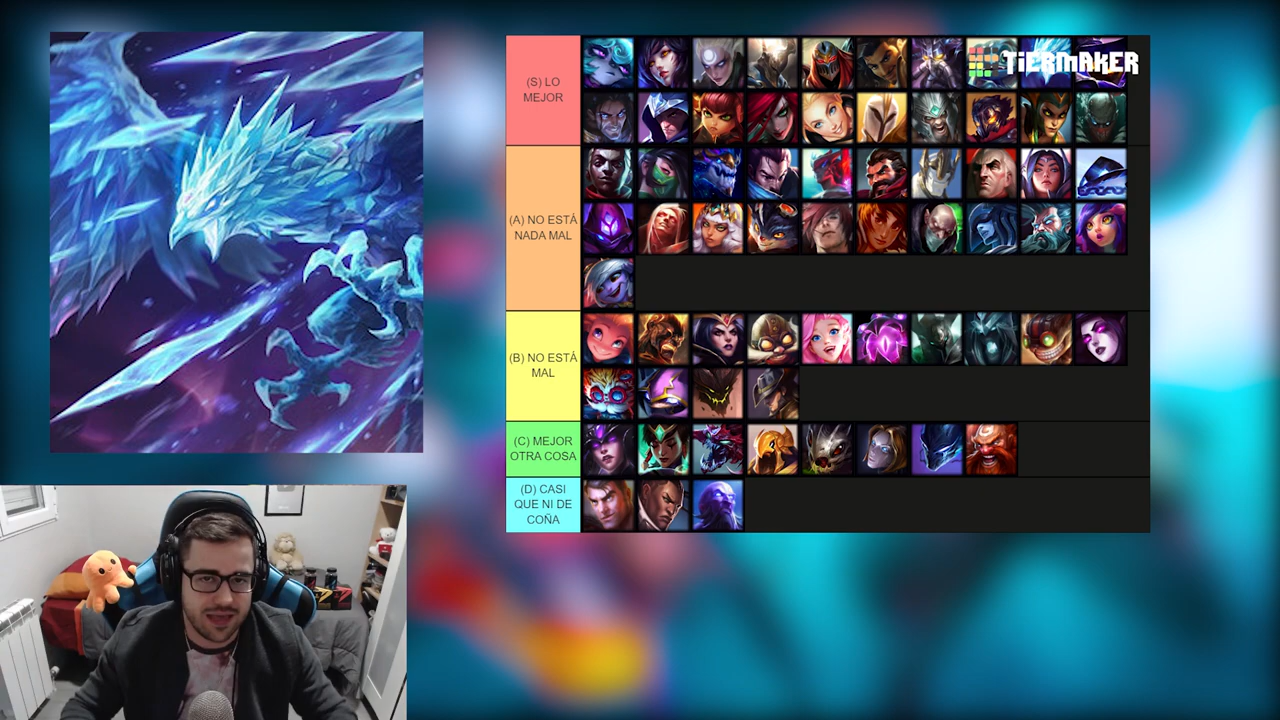 TiERMAKER
(S) LO
MEJOR
(A) NO ESTÁ
NADA MAL
(B) NO ESTÁ
MAL
(C) MEJOR
OTRA COSA
(D) CASI
QUE NI DE
COÑA